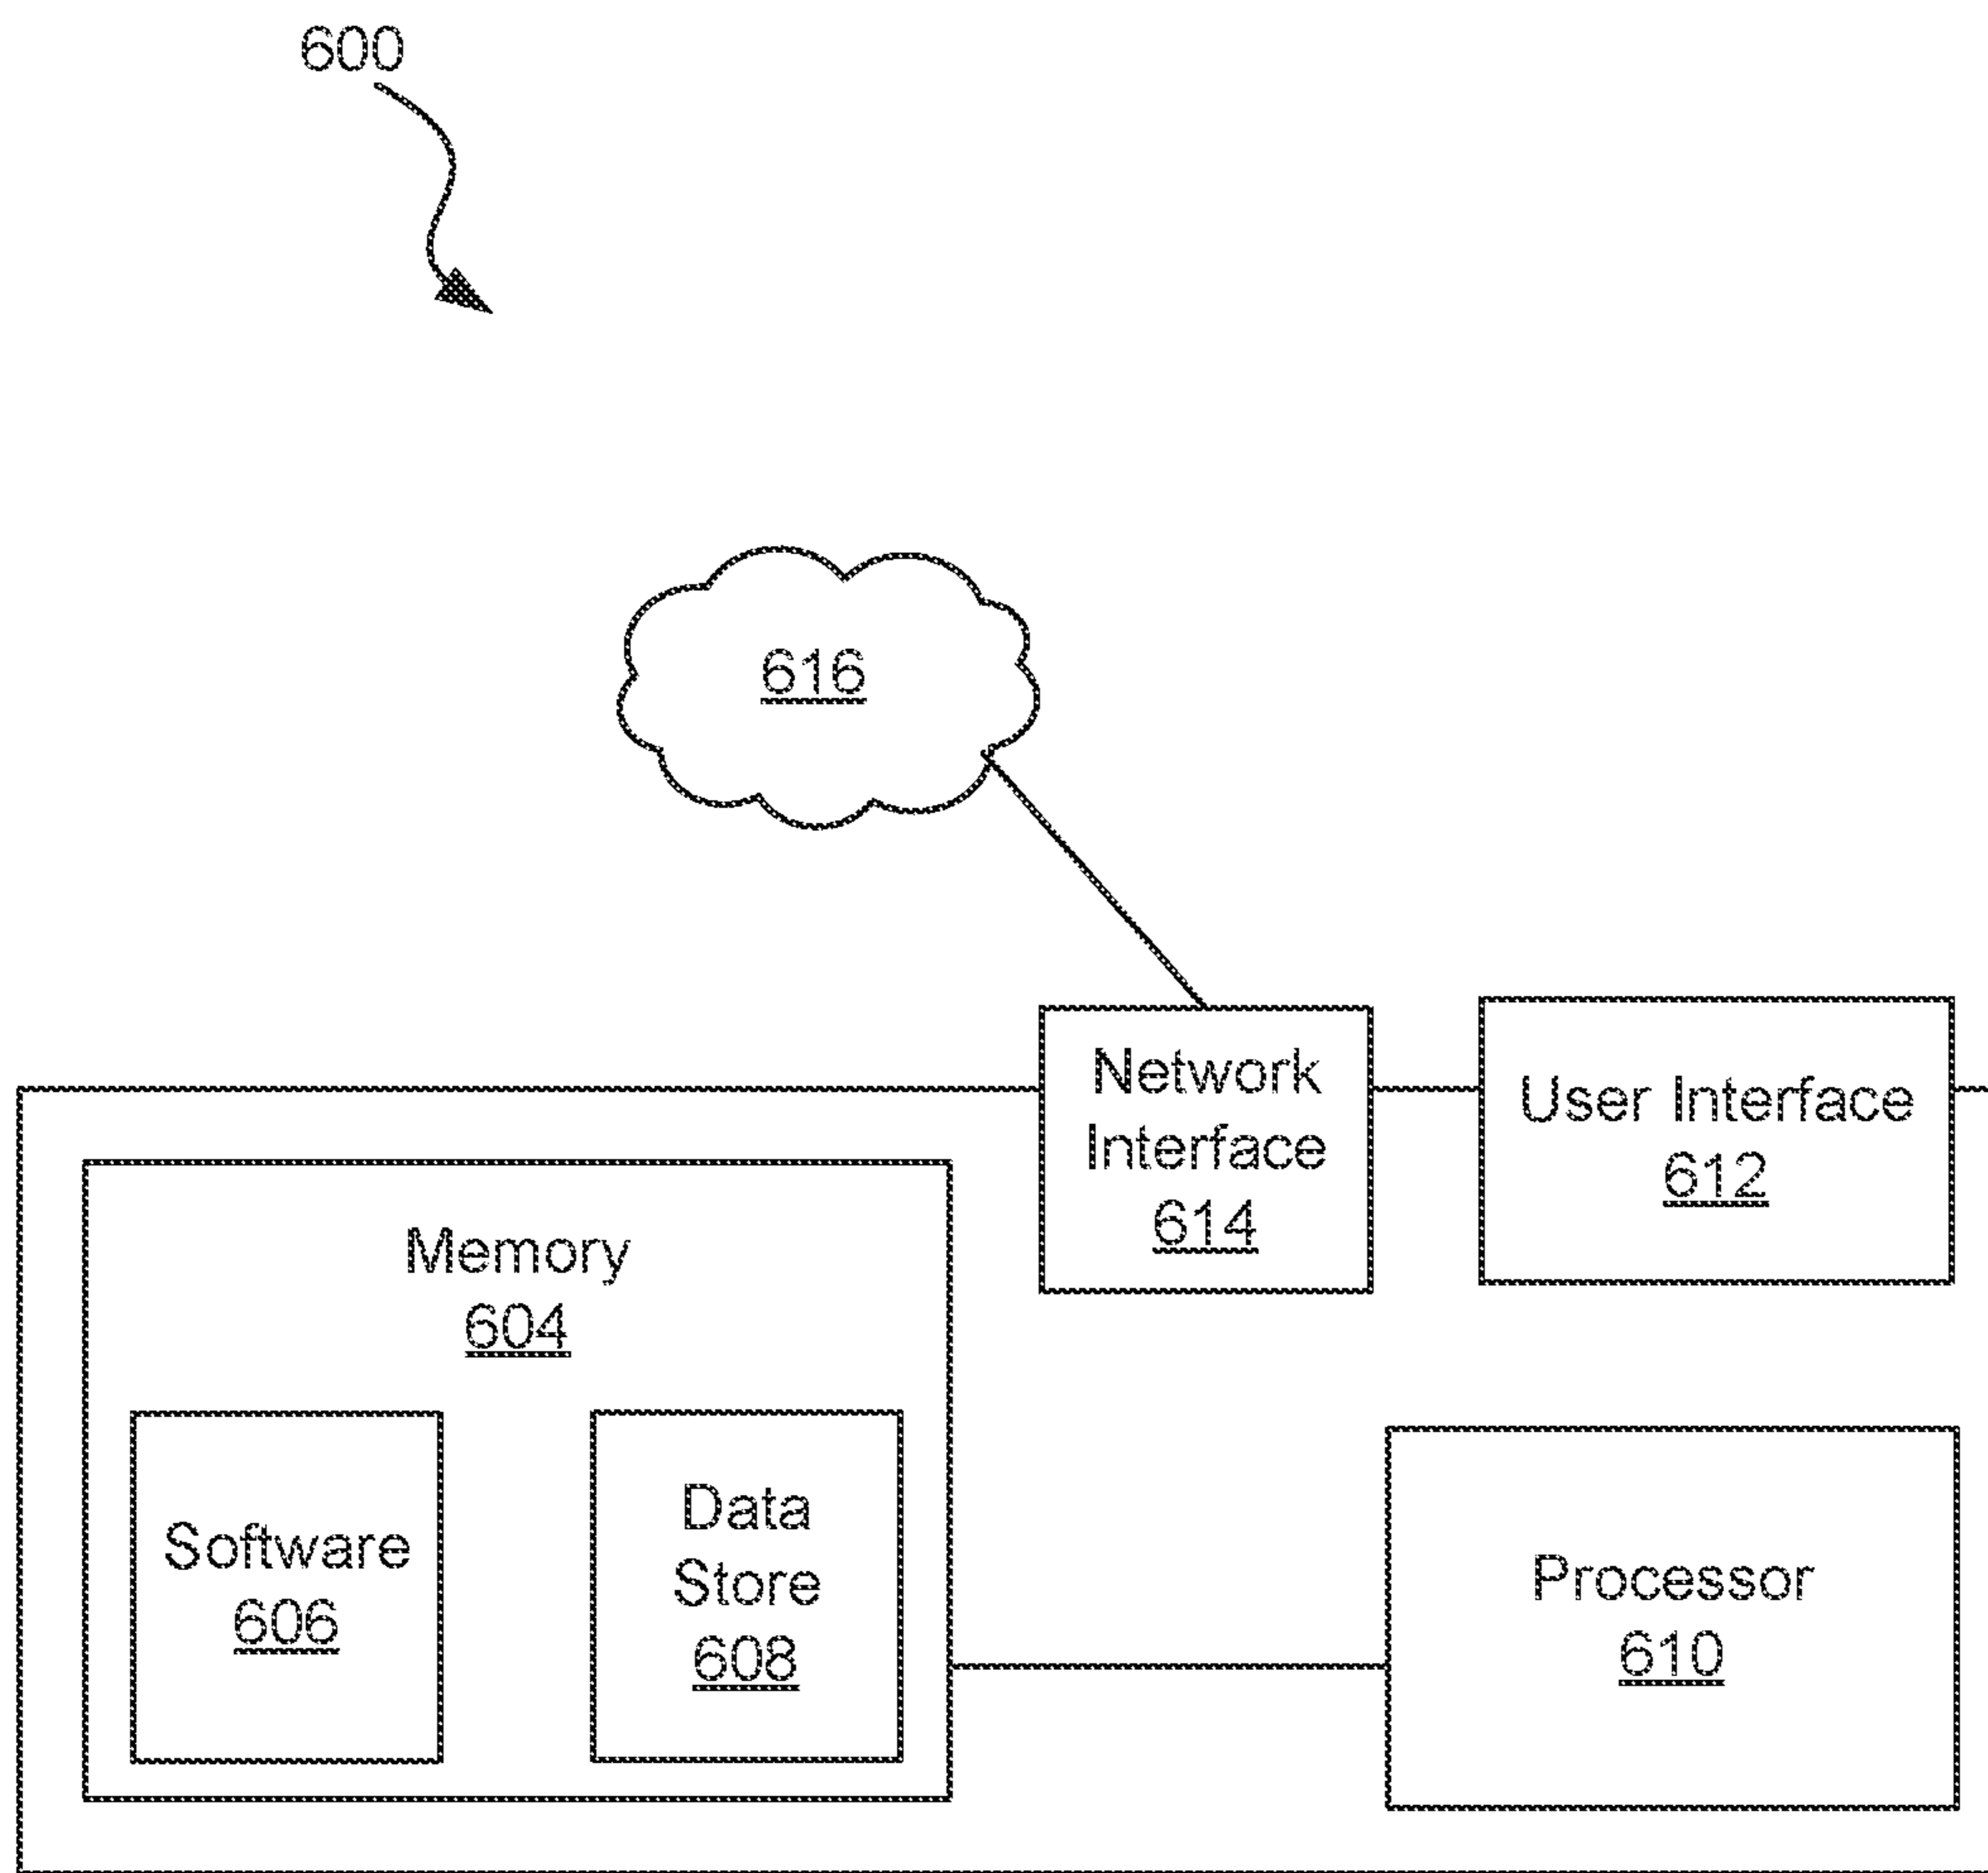 600
616
Network
Interface
614
User Interface
612
Memory
604
Software
606
Data
Store
608
Processor
610